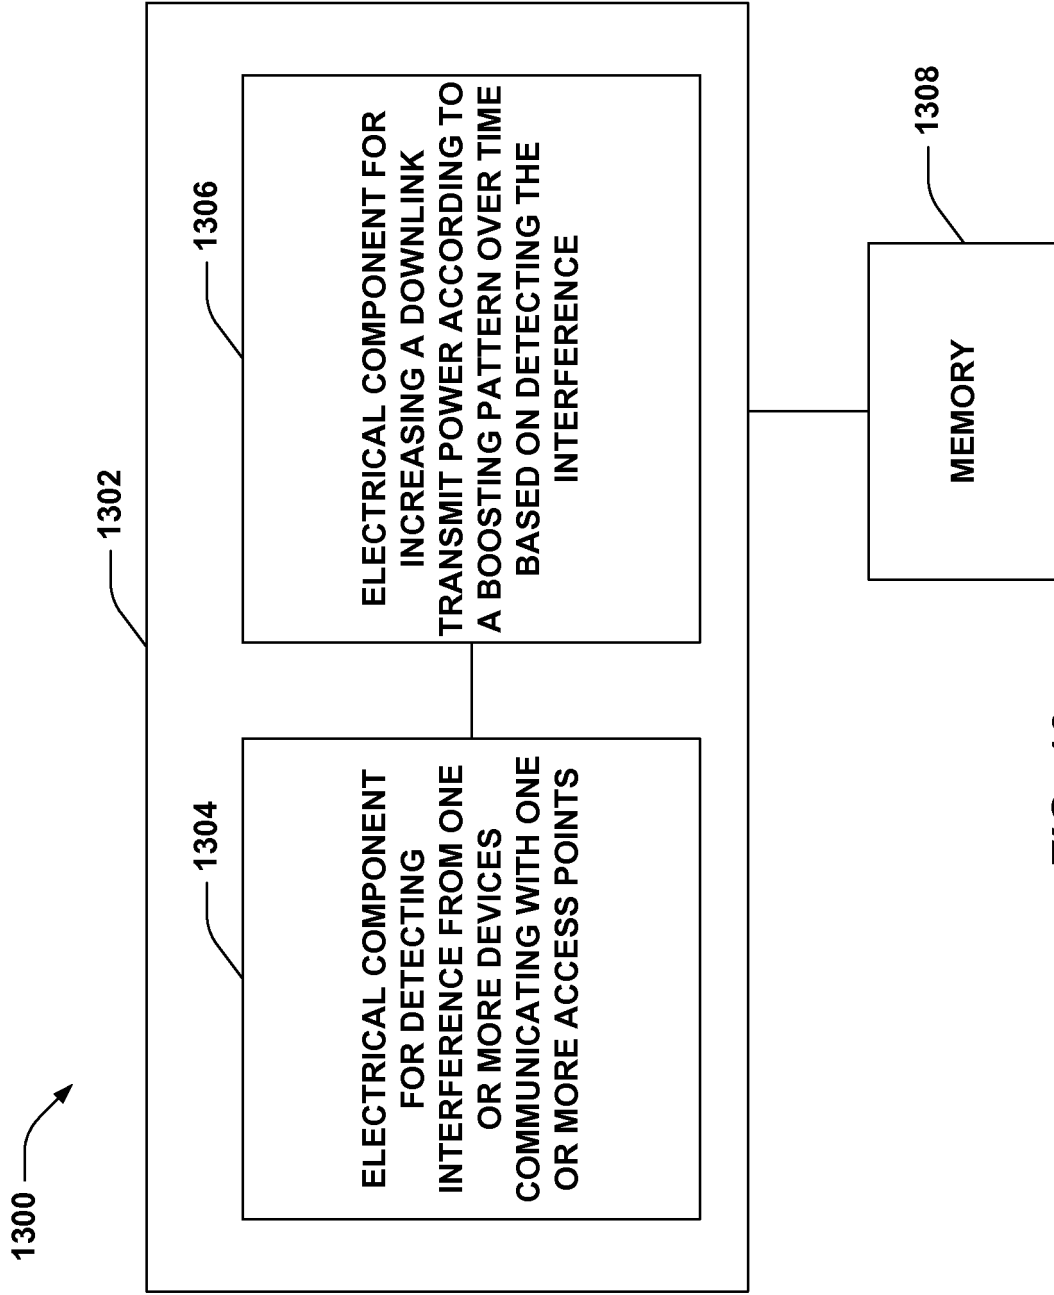 1300
1302
1304
1306
ELECTRICAL COMPONENT
FOR DETECTING
INTERFERENCE FROM ONE
OR MORE DEVICES
COMMUNICATING WITH ONE
OR MORE ACCESS POINTS
ELECTRICAL COMPONENT FOR
INCREASING A DOWNLINK
TRANSMIT POWER ACCORDING TO
A BOOSTING PATTERN OVER TIME
BASED ON DETECTING THE
INTERFERENCE
1308
MEMORY